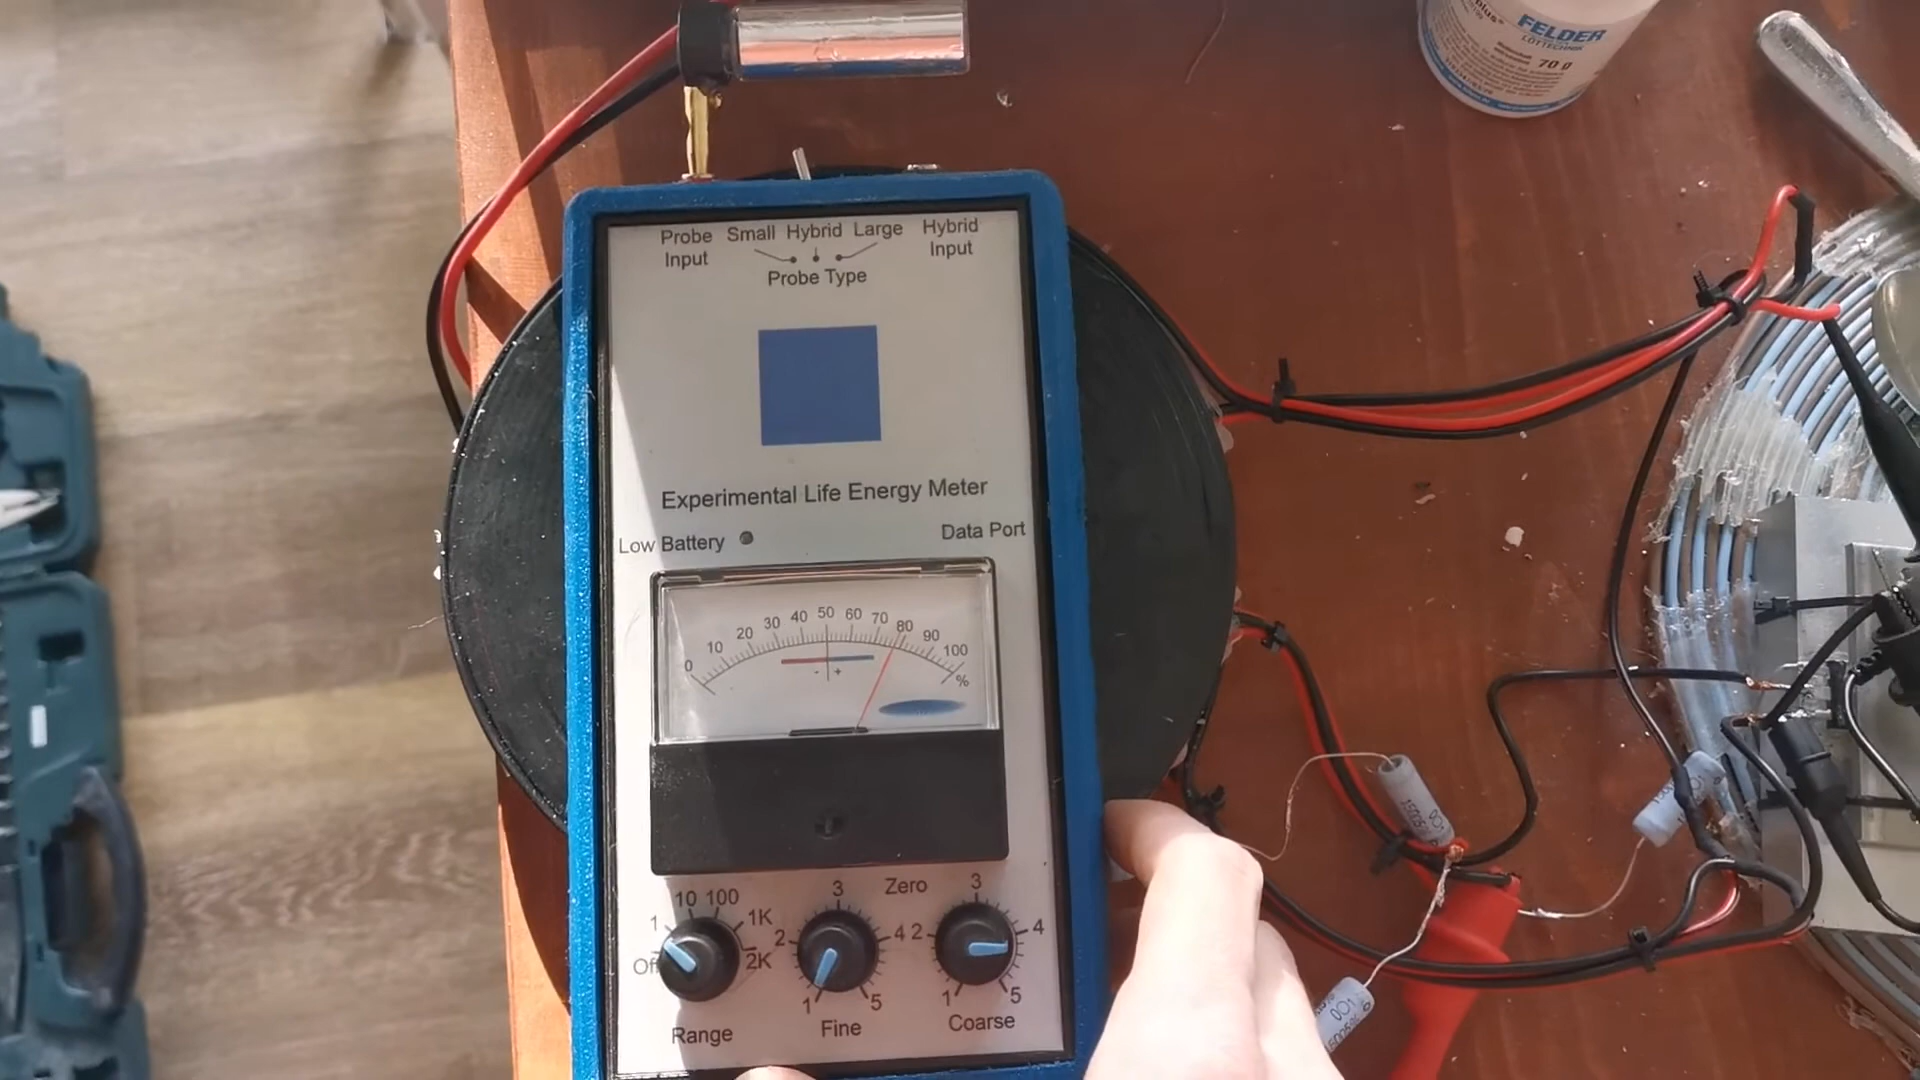 FELDER
LÖTTECHNIK
70 g
Probe Input
Small Hybrid Large
Probe Type
Hybrid Input
Experimental Life Energy Meter
Low Battery
Data Port
0 10 20 30 40 50 60 70 80 90 100
- +
%
Zero
Off 1 10 100 1K 2K
Range
1 2 3 4 5
Fine
1 2 3 4 5
Coarse